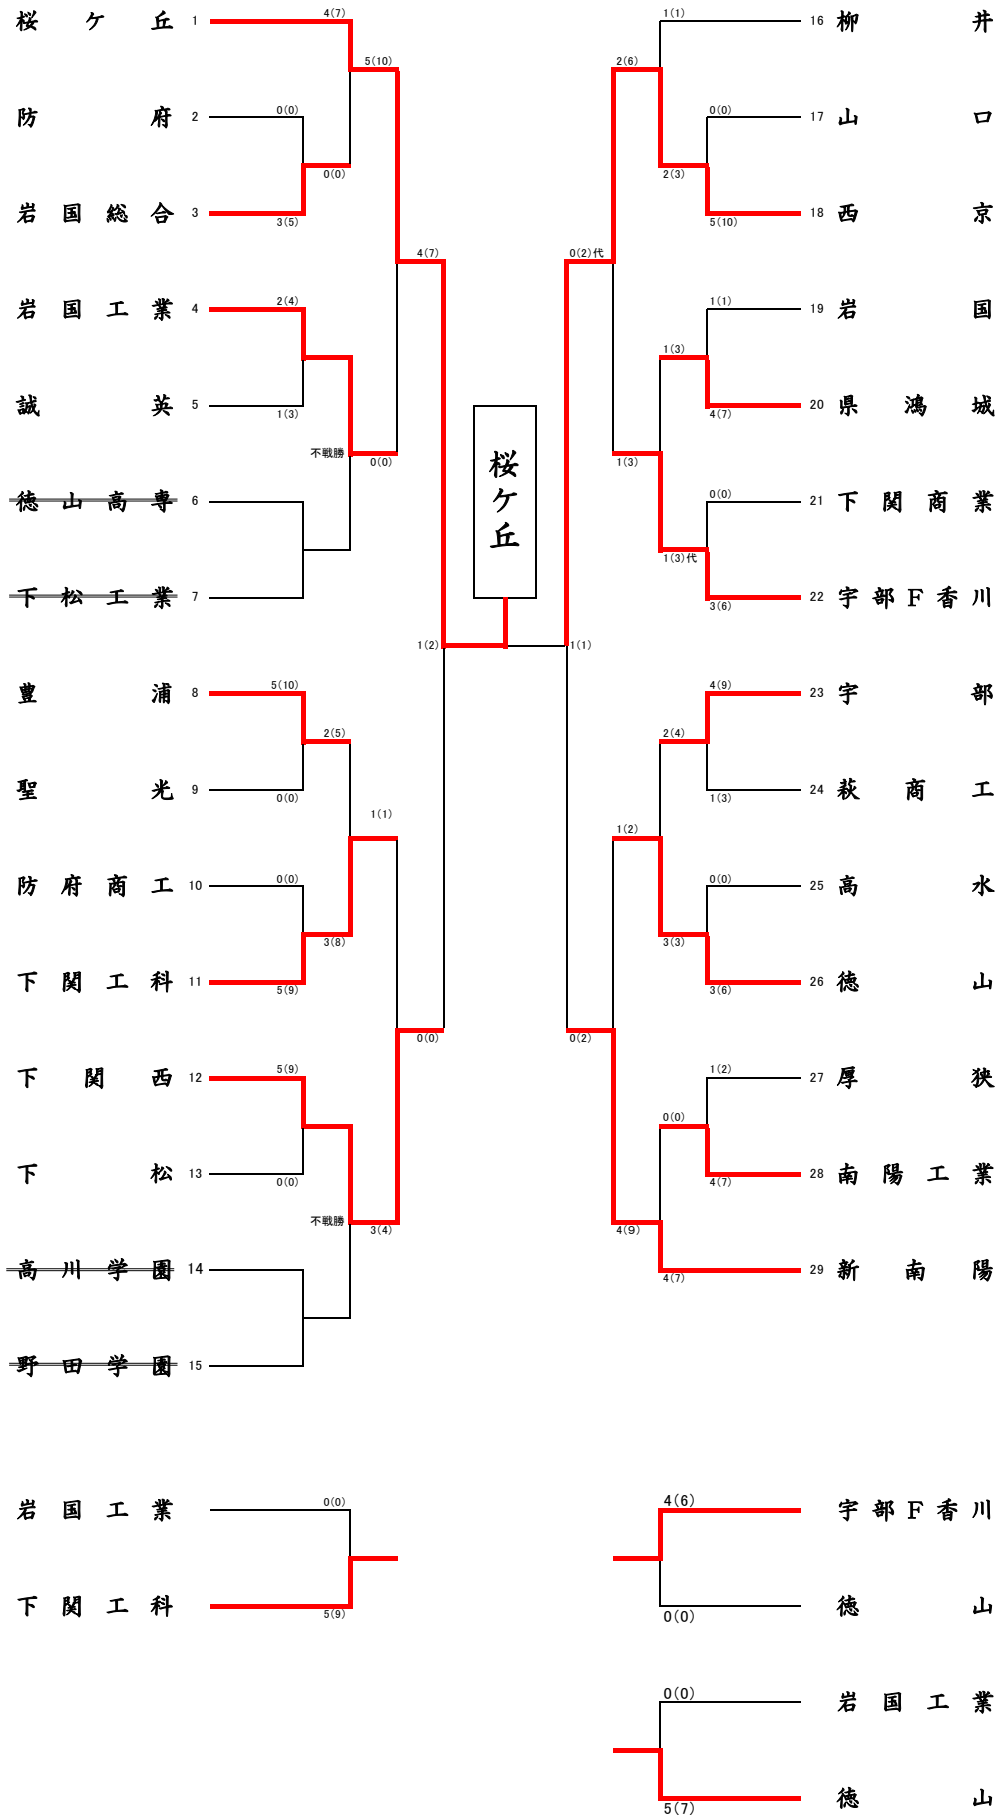 桜ケ丘 1 4(7)
5(10)
防府 2 0(0)
0(0)
岩国総合 3 3(5)
4(7)
岩国工業 4 2(4)
誠英 5 1(3)
不戦勝 0(0)
徳山高専 6
下松工業 7
1(2)
豊浦 8 5(10)
2(5)
聖光 9 0(0)
1(1)
防府商工 10 0(0)
3(8)
下関工科 11 5(9)
0(0)
下関西 12 5(9)
下松 13 0(0)
不戦勝 3(4)
高川学園 14
野田学園 15
桜ケ丘
1(1) 16 柳井
2(6)
0(0) 17 山口
2(3)
5(10) 18 西京
0(2)代
1(1) 19 岩国
1(3)
4(7) 20 県鴻城
1(3)
0(0) 21 下関商業
1(3)代
3(6) 22 宇部F香川
1(1)
4(9) 23 宇部
2(4)
1(3) 24 萩商工
1(2)
0(0) 25 高水
3(3)
3(6) 26 徳山
0(2)
1(2) 27 厚狭
0(0)
4(7) 28 南陽工業
4(9)
4(7) 29 新南陽
岩国工業 0(0)
下関工科 5(9)
4(6) 宇部F香川
0(0) 徳山
0(0) 岩国工業
5(7) 徳山